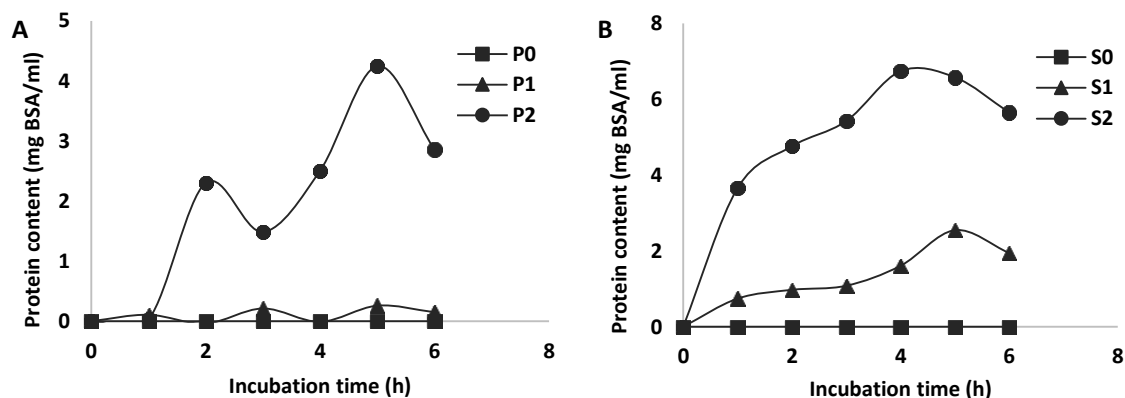 A
Protein content (mg BSA/ml)
5
4
3
2
1
0
0 2 4 6 8
Incubation time (h)
P0
P1
P2
B
Protein content (mg BSA/ml)
8
6
4
2
0
0 2 4 6 8
Incubation time (h)
S0
S1
S2